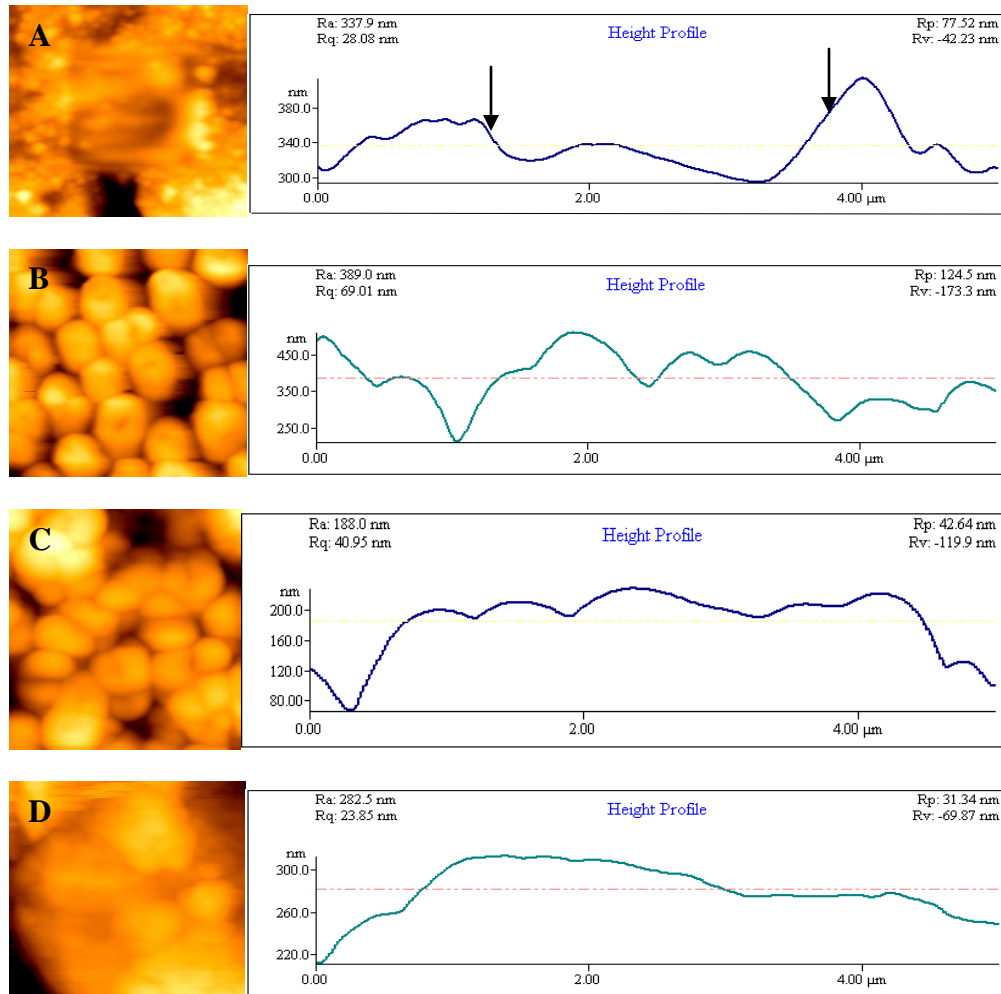 A
Ra: 337.9 nm
Rq: 28.08 nm
Height Profile
Rp: 77.52 nm
Rv: -42.23 nm
nm
380.0
340.0
300.0
0.00
2.00
4.00 µm
B
Ra: 389.0 nm
Rq: 69.01 nm
Height Profile
Rp: 124.5 nm
Rv: -173.3 nm
nm
450.0
350.0
250.0
0.00
2.00
4.00 µm
C
Ra: 188.0 nm
Rq: 40.95 nm
Height Profile
Rp: 42.64 nm
Rv: -119.9 nm
nm
200.0
160.0
120.0
80.00
0.00
2.00
4.00 µm
D
Ra: 282.5 nm
Rq: 23.85 nm
Height Profile
Rp: 31.34 nm
Rv: -69.87 nm
nm
300.0
260.0
220.0
0.00
2.00
4.00 µm